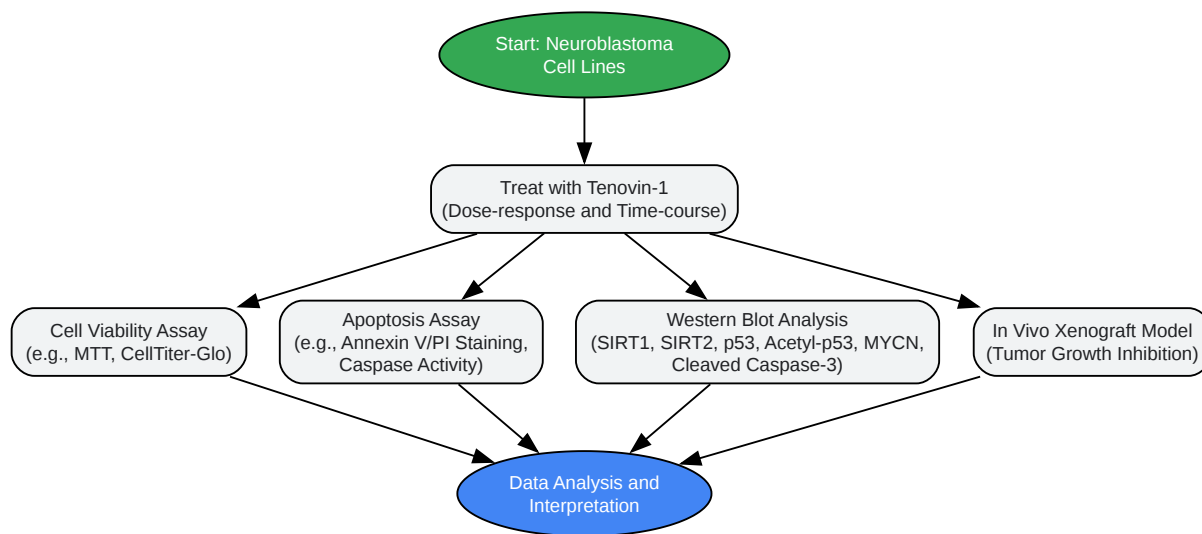 Start: Neuroblastoma
Cell Lines
Treat with Tenovin-1
(Dose-response and Time-course)
Cell Viability Assay
(e.g., MTT, CellTiter-Glo)
Apoptosis Assay
(e.g., Annexin V/PI Staining,
Caspase Activity)
Western Blot Analysis
(SIRT1, SIRT2, p53, Acetyl-p53, MYCN,
Cleaved Caspase-3)
In Vivo Xenograft Model
(Tumor Growth Inhibition)
Data Analysis and
Interpretation